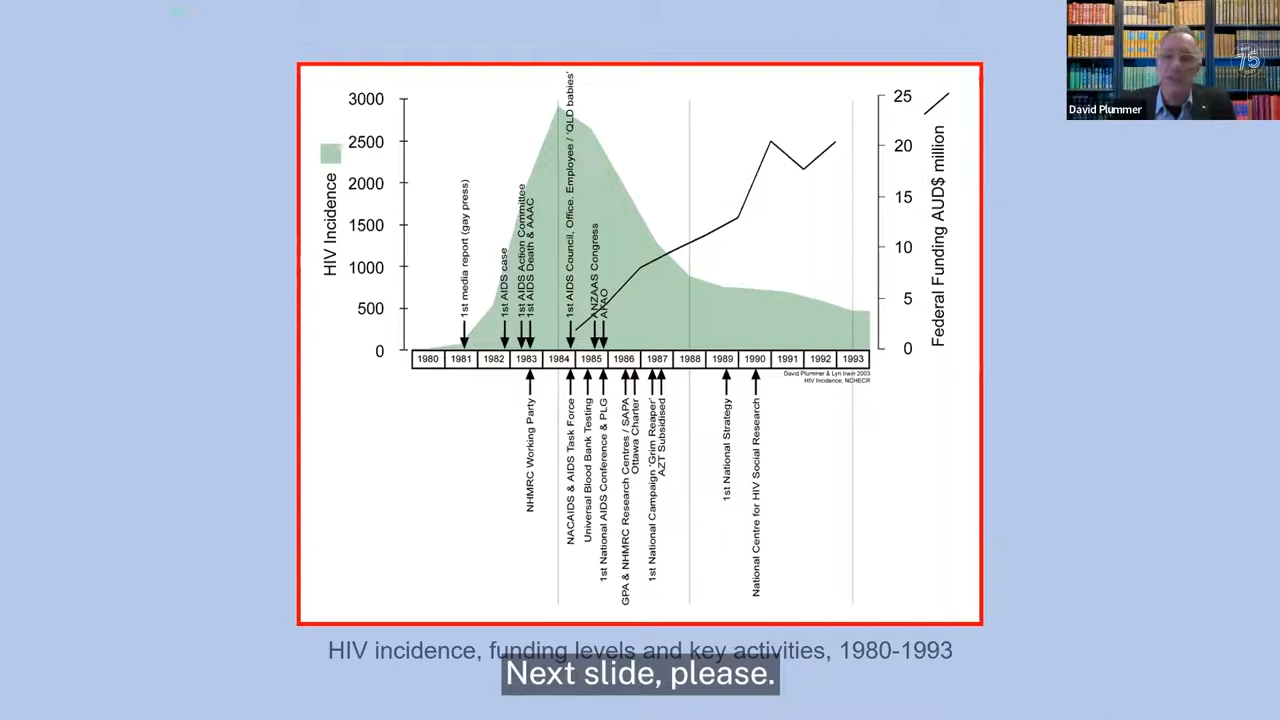 75
David Plummer
HIV Incidence
3000
2500
2000
1500
1000
500
0
1st media report (gay press)
1st AIDS case
1st AIDS Action Committee
1st AIDS Death & AAAC
1st AIDS Council, Office. Employee / 'QLD babies'
ANZAAS Congress
AFAO
25
20
15
10
5
0
Federal Funding AUD$ million
1980 1981 1982 1983 1984 1985 1986 1987 1988 1989 1990 1991 1992 1993
David Plummer & Lyn Irwin 2003
HIV Incidence, NCHECR
NHMRC Working Party
NACAIDS & AIDS Task Force
Universal Blood Bank Testing
1st National AIDS Conference & PLG
GPA & NHMRC Research Centres / SAPA
Ottawa Charter
1st National Campaign 'Grim Reaper'
AZT Subsidised
1st National Strategy
National Centre for HIV Social Research
HIV incidence, funding levels and key activities, 1980-1993
Next slide, please.